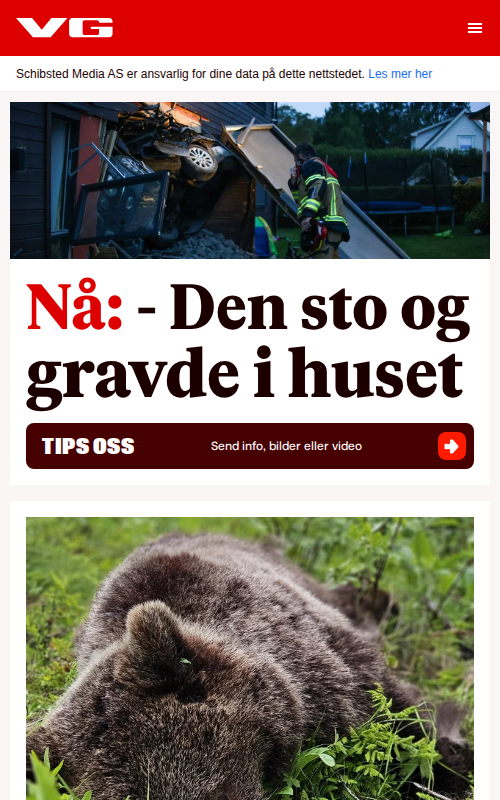 VG
Schibsted Media AS er ansvarlig for dine data på dette nettstedet. Les mer her
Nå: - Den sto og
gravde i huset
TIPS OSS
Send info, bilder eller video